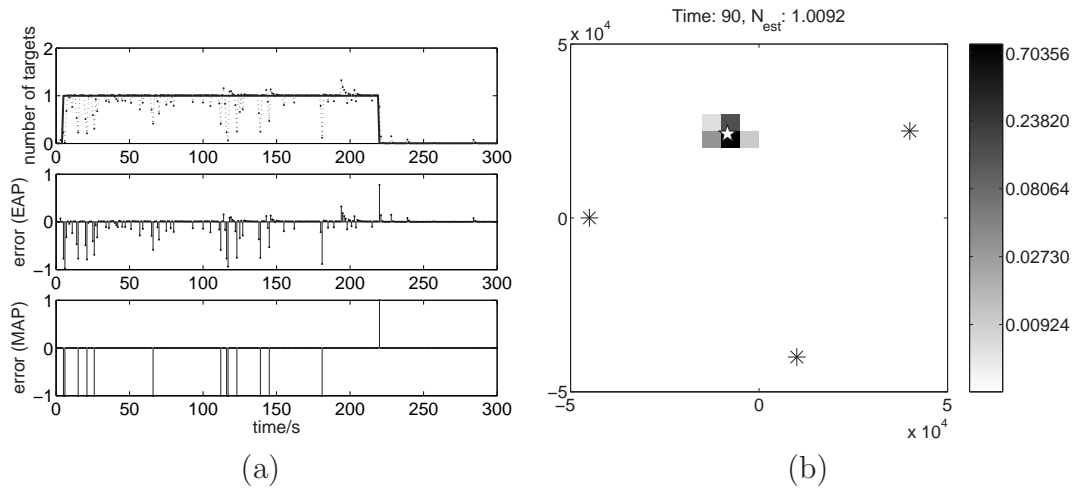 number of targets
2
1
0
0 50 100 150 200 250 300
error (EAP)
1
0
−1
0 50 100 150 200 250 300
error (MAP)
1
0
−1
0 50 100 150 200 250 300
time/s
(a)
Time: 90, N_est: 1.0092
x 10^4
5
0
−5
−5 0 5
x 10^4
0.70356
0.23820
0.08064
0.02730
0.00924
(b)